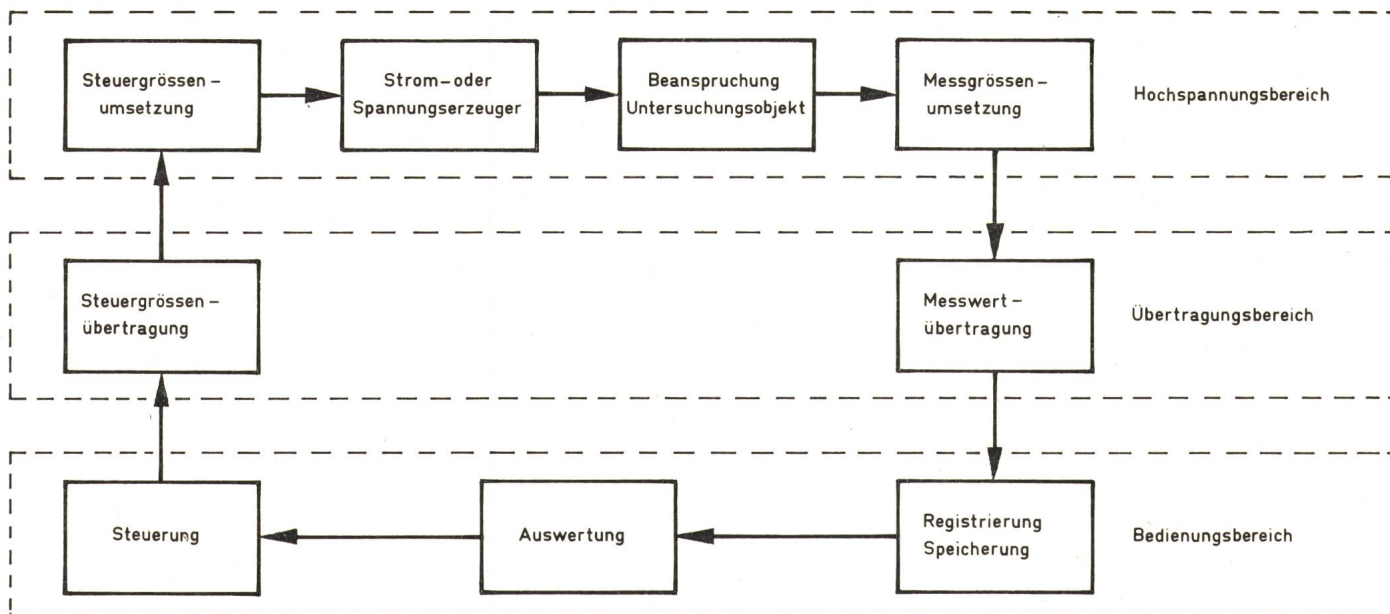 Steuergrössen –
umsetzung
Strom – oder
Spannungserzeuger
Beanspruchung
Untersuchungsobjekt
Messgrössen –
umsetzung
Hochspannungsbereich
Steuergrössen –
übertragung
Messwert –
übertragung
Übertragungsbereich
Steuerung
Auswertung
Registrierung
Speicherung
Bedienungsbereich